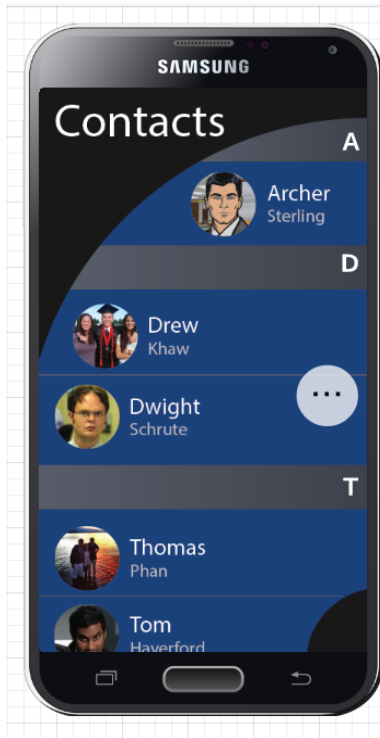 SAMSUNG
Contacts
A
Archer
Sterling
D
Drew
Khaw
Dwight
Schrute
...
T
Thomas
Phan
Tom
Haverford